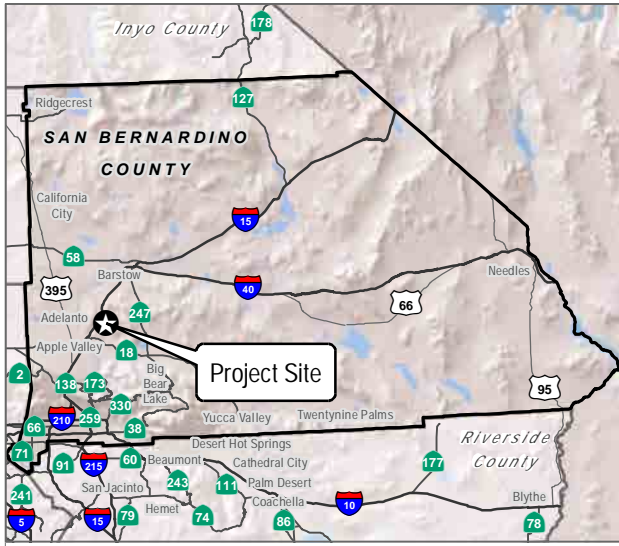 Inyo County
178
127
Ridgecrest
SAN BERNARDINO
COUNTY
California
City
15
58
Barstow
Needles
40
395
66
247
Adelanto
Apple Valley
18
Project Site
Big
Bear
Lake
2
138
173
95
330
210
259
66
38
Yucca Valley
Twentynine Palms
71
91
215
60
Desert Hot Springs
Beaumont
Cathedral City
Riverside
County
177
241
San Jacinto
243
111
Palm Desert
Coachella
10
Blythe
5
15
79
Hemet
74
86
78